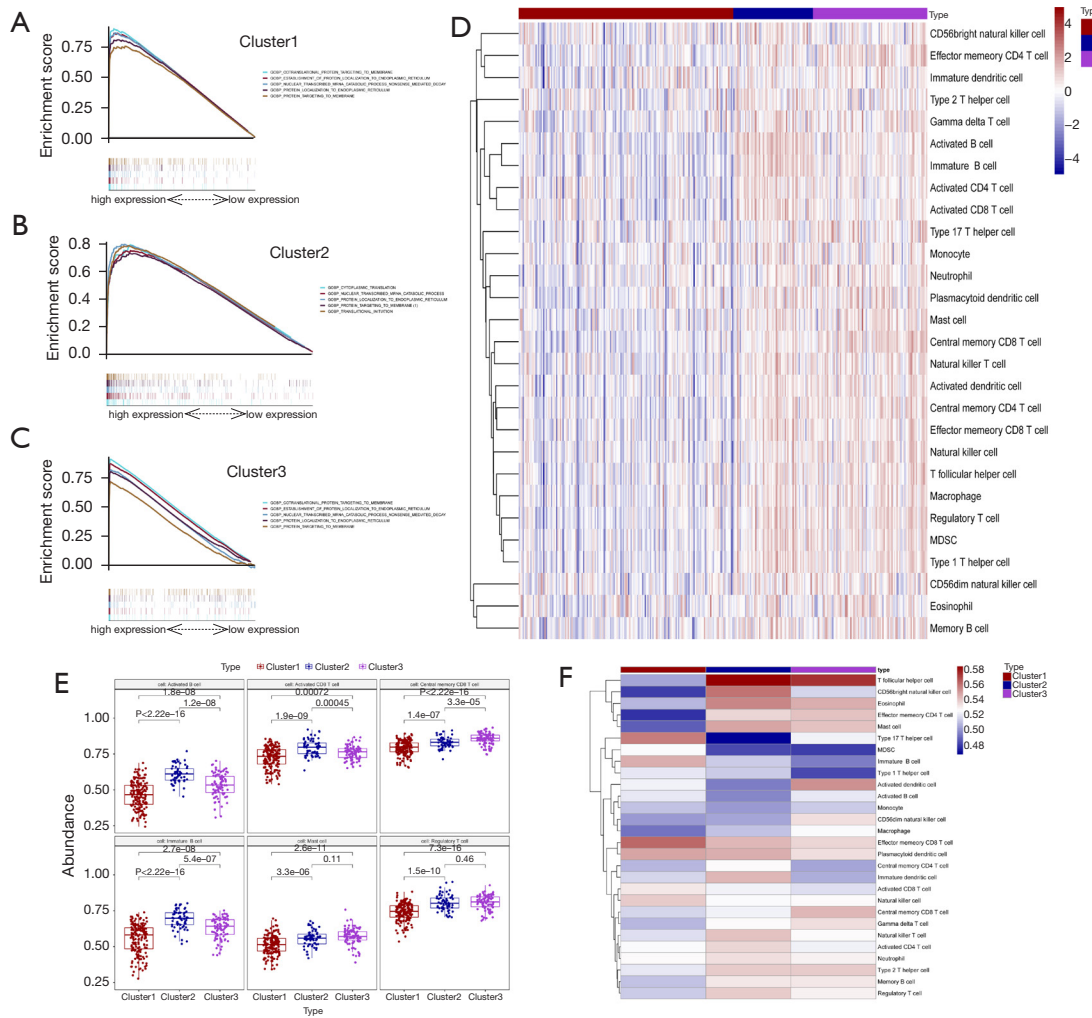 A
Cluster1
Enrichment score
0.75
0.50
0.25
0.00
GOBP_COTRANSLATIONAL_PROTEIN_TARGETING_TO_MEMBRANE
GOBP_ESTABLISHMENT_OF_PROTEIN_LOCALIZATION_TO_ENDOPLASMIC_RETICULUM
GOBP_NUCLEAR_TRANSCRIBED_MRNA_CATABOLIC_PROCESS_NONSENSE_MEDIATED_DECAY
GOBP_PROTEIN_LOCALIZATION_TO_ENDOPLASMIC_RETICULUM
GOBP_PROTEIN_TARGETING_TO_MEMBRANE
high expression
low expression
B
Cluster2
Enrichment score
0.8
0.6
0.4
0.2
0.0
GOBP_CYTOPLASMIC_TRANSLATION
GOBP_NUCLEAR_TRANSCRIBED_MRNA_CATABOLIC_PROCESS
GOBP_PROTEIN_LOCALIZATION_TO_ENDOPLASMIC_RETICULUM
GOBP_PROTEIN_TARGETING_TO_MEMBRANE
GOBP_TRANSLATIONAL_INITIATION
high expression
low expression
C
Cluster3
Enrichment score
0.75
0.50
0.25
0.00
GOBP_COTRANSLATIONAL_PROTEIN_TARGETING_TO_MEMBRANE
GOBP_ESTABLISHMENT_OF_PROTEIN_LOCALIZATION_TO_ENDOPLASMIC_RETICULUM
GOBP_NUCLEAR_TRANSCRIBED_MRNA_CATABOLIC_PROCESS_NONSENSE_MEDIATED_DECAY
GOBP_PROTEIN_LOCALIZATION_TO_ENDOPLASMIC_RETICULUM
GOBP_PROTEIN_TARGETING_TO_MEMBRANE
high expression
low expression
D
Type
CD56bright natural killer cell
Effector memeory CD4 T cell
Immature dendritic cell
Type 2 T helper cell
Gamma delta T cell
Activated B cell
Immature B cell
Activated CD4 T cell
Activated CD8 T cell
Type 17 T helper cell
Monocyte
Neutrophil
Plasmacytoid dendritic cell
Mast cell
Central memory CD8 T cell
Natural killer T cell
Activated dendritic cell
Central memory CD4 T cell
Effector memeory CD8 T cell
Natural killer cell
T follicular helper cell
Macrophage
Regulatory T cell
MDSC
Type 1 T helper cell
CD56dim natural killer cell
Eosinophil
Memory B cell
4
2
0
−2
−4
E
Type
Cluster1
Cluster2
Cluster3
Abundance
cell: Activated B cell
1.8e−08
1.2e−08
P<2.22e−16
cell: Activated CD8 T cell
0.00072
0.00045
1.9e−09
cell: Central memory CD8 T cell
P<2.22e−16
3.3e−05
1.4e−07
1.00
0.75
0.50
0.25
cell: Immature B cell
2.7e−08
5.4e−07
P<2.22e−16
cell: Mast cell
2.6e−11
0.11
3.3e−06
cell: Regulatory T cell
7.3e−16
0.46
1.5e−10
1.00
0.75
0.50
0.25
Cluster1 Cluster2 Cluster3
Cluster1 Cluster2 Cluster3
Cluster1 Cluster2 Cluster3
Type
F
type
T follicular helper cell
CD56bright natural killer cell
Eosinophil
Effector memeory CD4 T cell
Mast cell
Type 17 T helper cell
MDSC
Immature B cell
Type 1 T helper cell
Activated dendritic cell
Activated B cell
Monocyte
CD56dim natural killer cell
Macrophage
Effector memeory CD8 T cell
Plasmacytoid dendritic cell
Central memory CD4 T cell
Immature dendritic cell
Activated CD8 T cell
Natural killer cell
Central memory CD8 T cell
Gamma delta T cell
Natural killer T cell
Activated CD4 T cell
Neutrophil
Type 2 T helper cell
Memory B cell
Regulatory T cell
0.58
0.56
0.54
0.52
0.50
0.48
Type
Cluster1
Cluster2
Cluster3